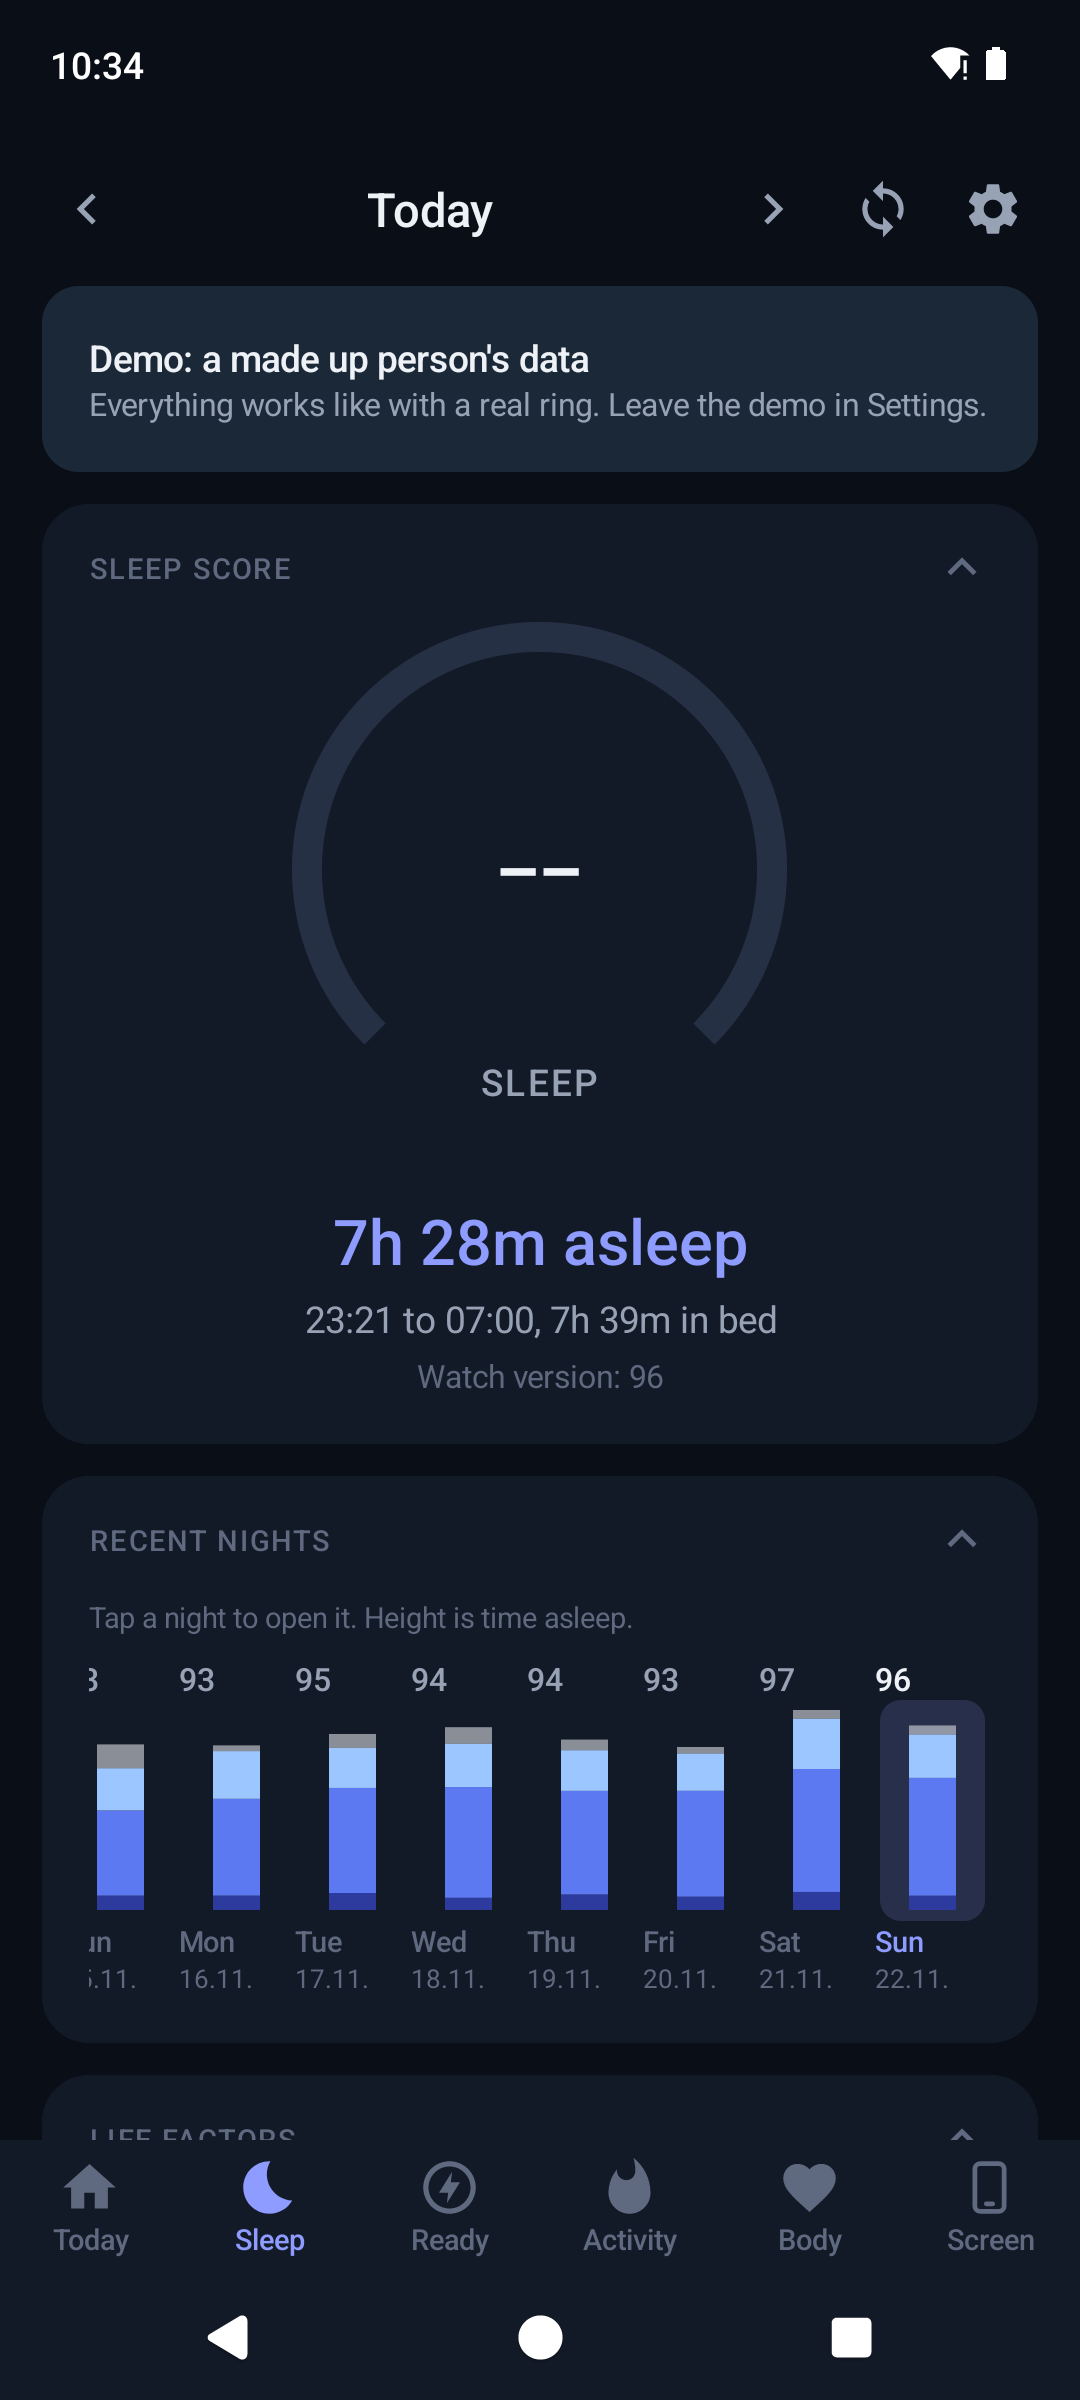 10:34
Today
Demo: a made up person's data
Everything works like with a real ring. Leave the demo in Settings.
SLEEP SCORE
--
SLEEP
7h 28m asleep
23:21 to 07:00, 7h 39m in bed
Watch version: 96
RECENT NIGHTS
Tap a night to open it. Height is time asleep.
93 95 94 94 93 97 96
Mon Tue Wed Thu Fri Sat Sun
16.11. 17.11. 18.11. 19.11. 20.11. 21.11. 22.11.
LIFE FACTORS
Today Sleep Ready Activity Body Screen